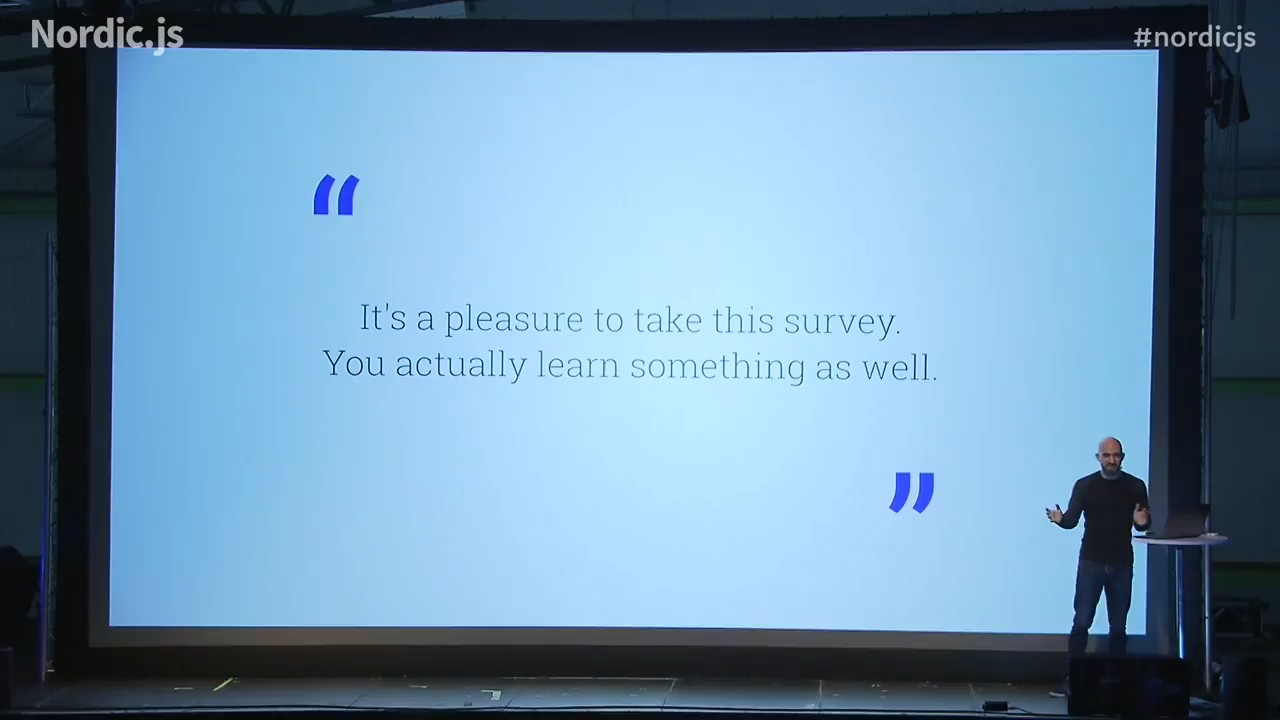 Nordic.js
#nordicjs
“
It's a pleasure to take this survey.
You actually learn something as well.
”